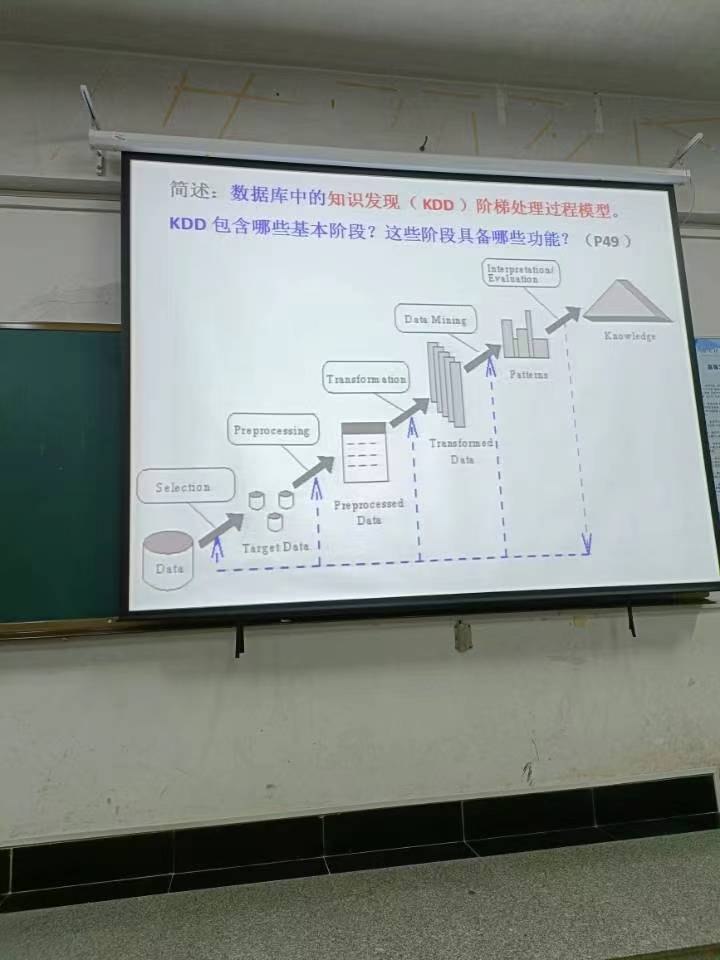 简述：数据库中的知识发现（KDD）阶梯处理过程模型。
KDD 包含哪些基本阶段？这些阶段具备哪些功能？（P49）
Interpretation/
Evaluation
Knowledge
Data Mining
Patterns
Transformation
Transformed
Data
Preprocessing
Preprocessed
Data
Selection
Target Data
Data